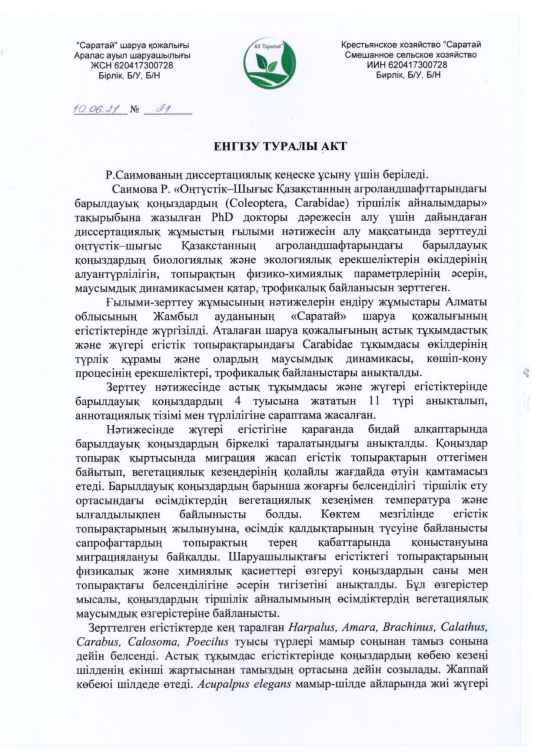 "Саратай" шаруа қожалығы
Аралас ауыл шаруашылығы
ЖСН 620417300728
Бірлік, Б/У, Б/Н
КХ "Саратай"
Крестьянское хозяйство "Саратай
Смешанное сельское хозяйство
ИИН 620417300728
Бирлик, Б/У, Б/Н
10.06.21 № 21
ЕНГІЗУ ТУРАЛЫ АКТ
Р.Саимованың диссертациялық кеңеске ұсыну үшін беріледі.
Саимова Р. «Оңтүстік–Шығыс Қазақстанның агроландшафттарындағы
барылдауық қоңыздардың (Coleoptera, Carabidae) тіршілік айналымдары»
тақырыбына жазылған PhD докторы дәрежесін алу үшін дайындаған
диссертациялық жұмыстың ғылыми нәтижесін алу мақсатында зерттеуді
оңтүстік–шығыс Қазақстанның агроландшафтарындағы барылдауық
қоңыздардың биологиялық және экологиялық ерекшеліктерін өкілдерінің
алуантүрлілігін, топырақтың физико-химиялық параметрлерінің әсерін,
маусымдық динамикасымен қатар, трофикалық байланысын зерттеген.
Ғылыми-зерттеу жұмысының нәтижелерін ендіру жұмыстары Алматы
облысының Жамбыл ауданының «Саратай» шаруа қожалығының
егістіктерінде жүргізілді. Аталаған шаруа қожалығының астық тұқымдастық
және жүгері егістік топырақтарындағы Carabidae тұқымдасы өкілдерінің
түрлік құрамы және олардың маусымдық динамикасы, көшіп-қону
процесінің ерекшеліктері, трофикалық байланыстары анықталды.
Зерттеу нәтижесінде астық тұқымдасы және жүгері егістіктерінде
барылдауық қоңыздардың 4 туысына жататын 11 түрі анықталып,
аннотациялық тізімі мен түрлілігіне сараптама жасалған.
Нәтижесінде жүгері егістігіне қарағанда бидай алқаптарында
барылдауық қоңыздардың біркелкі таралатындығы анықталды. Қоңыздар
топырақ қыртысында миграция жасап егістік топырақтарын оттегімен
байытып, вегетациялық кезеңдерінің қолайлы жағдайда өтуін қамтамасыз
етеді. Барылдауық қоңыздардың барынша жоғарғы белсенділігі тіршілік ету
ортасындағы өсімдіктердің вегетациялық кезеңімен температура және
ылғалдылықпен байлынысты болды. Көктем мезгілінде егістік
топырақтарының жылынуына, өсімдік қалдықтарының түсуіне байланысты
сапрофагтардың топырақтың терең қабаттарында қоныстануына
миграциялануы байқалды. Шаруашылықтағы егістіктегі топырақтарының
физикалық және химиялық қасиеттері өзгеруі қоңыздардың саны мен
топырақтағы белсенділігіне әсерін тигізетіні анықталды. Бұл өзгерістер
мысалы, қоңыздардың тіршілік айналымының өсімдіктердің вегетациялық
маусымдық өзгерістеріне байланысты.
Зерттелген егістіктерде кең таралған Harpalus, Amara, Brachinus, Calathus,
Carabus, Calosoma, Poecilus туысы түрлері мамыр соңынан тамыз соңына
дейін белсенді. Астық тұқымдас егістіктерінде қоңыздардың көбею кезеңі
шілденің екінші жартысынан тамыздың ортасына дейін созылады. Жаппай
көбеюі шілдеде өтеді. Acupalpus elegans мамыр-шілде айларында жиі жүгері